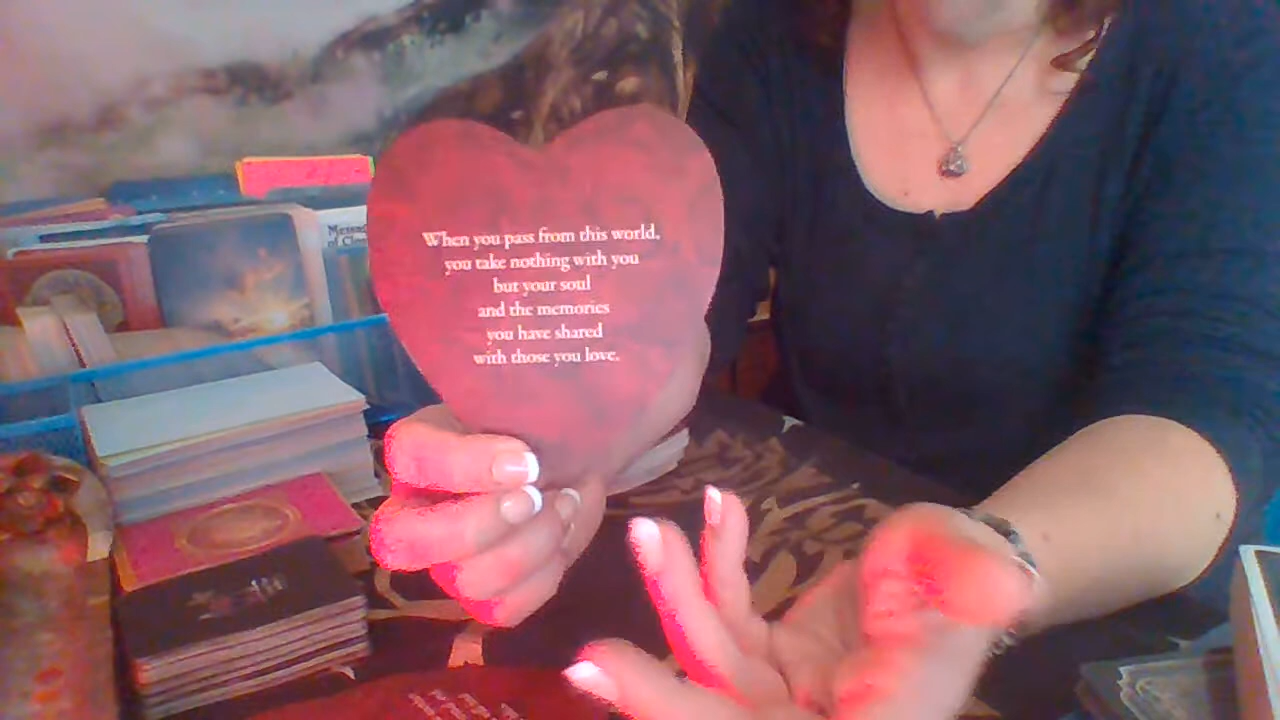 When you pass from this world,
you take nothing with you
but your soul
and the memories
you have shared
with those you love.
of